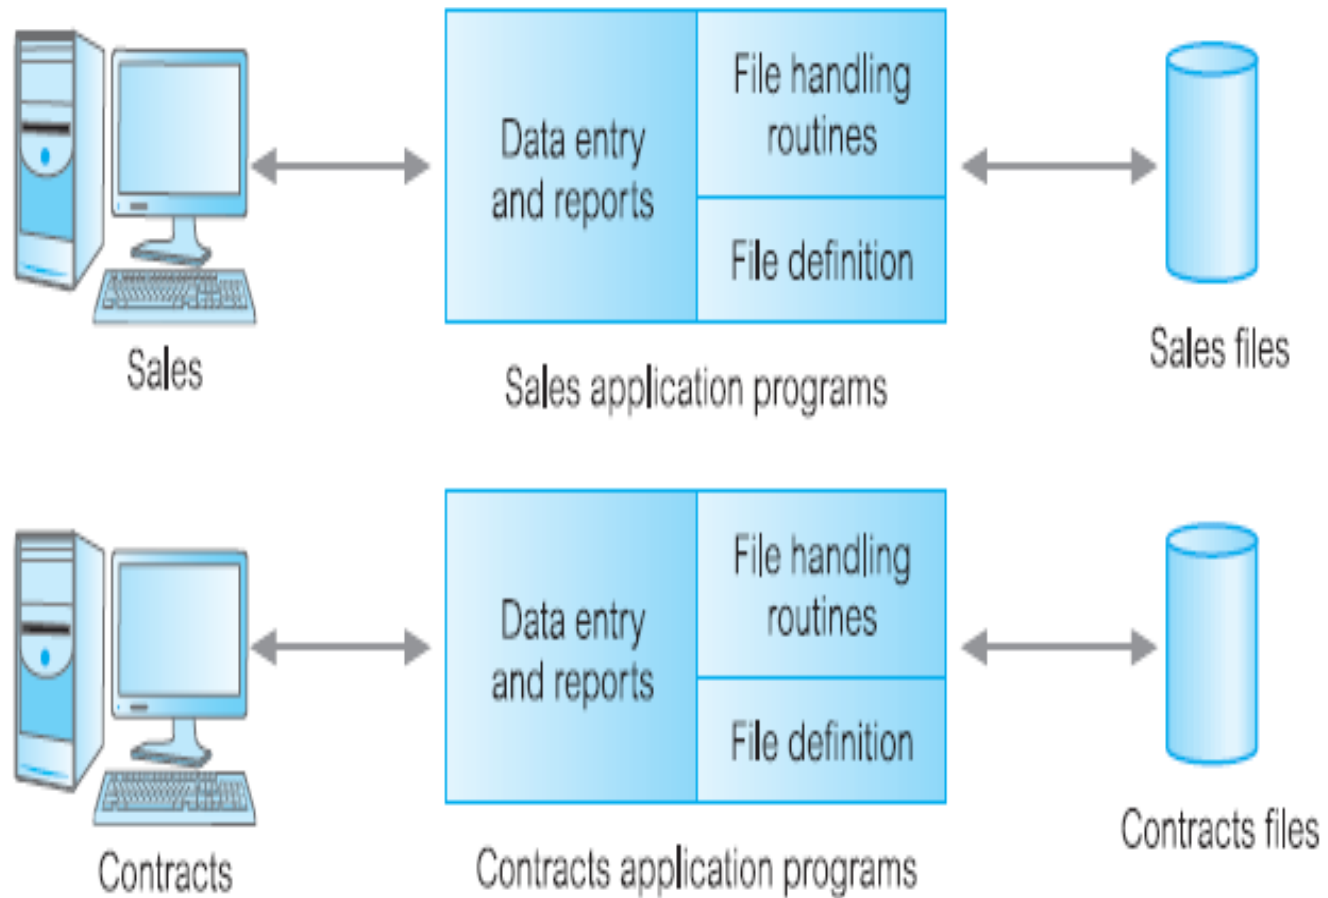 Data entry
and reports
File handling
routines
File definition
Sales
Sales application programs
Sales files
Data entry
and reports
File handling
routines
File definition
Contracts
Contracts application programs
Contracts files